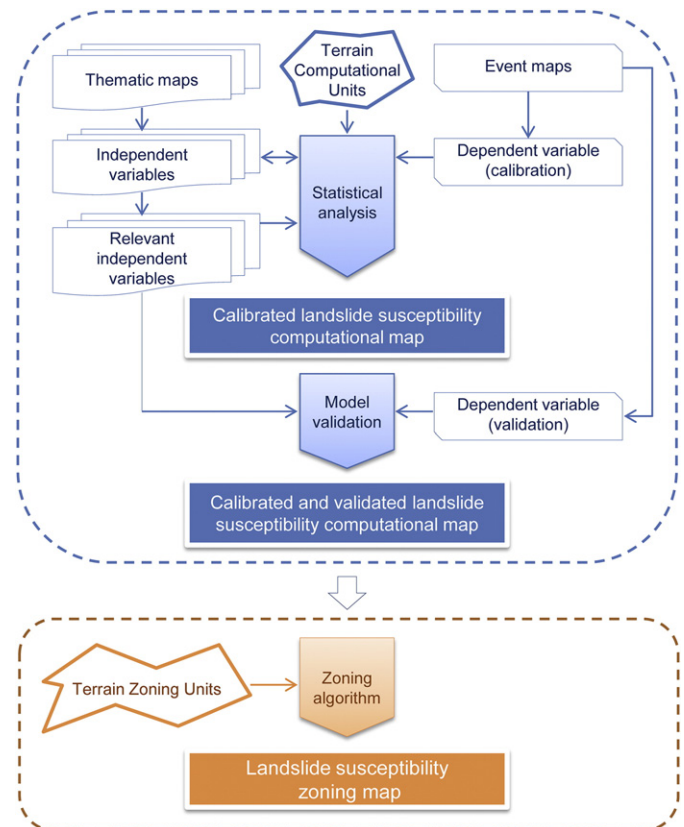 Thematic maps
Terrain
Computational
Units
Event maps
Independent
variables
Statistical
analysis
Dependent variable
(calibration)
Relevant
independent
variables
Calibrated landslide susceptibility
computational map
Model
validation
Dependent variable
(validation)
Calibrated and validated landslide
susceptibility computational map
Terrain Zoning Units
Zoning
algorithm
Landslide susceptibility
zoning map